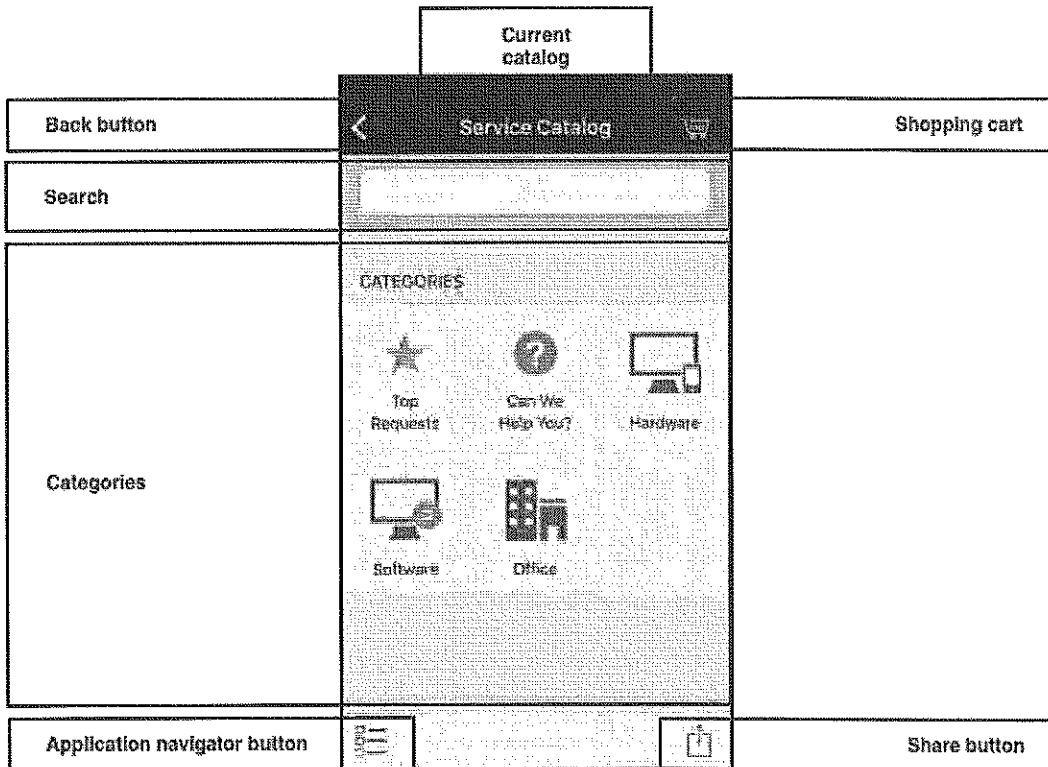 Current
catalog
Back button
Service Catalog
Shopping cart
Search
CATEGORIES
Top
Requests
Can We
Help You?
Hardware
Categories
Software
Office
Application navigator button
Share button